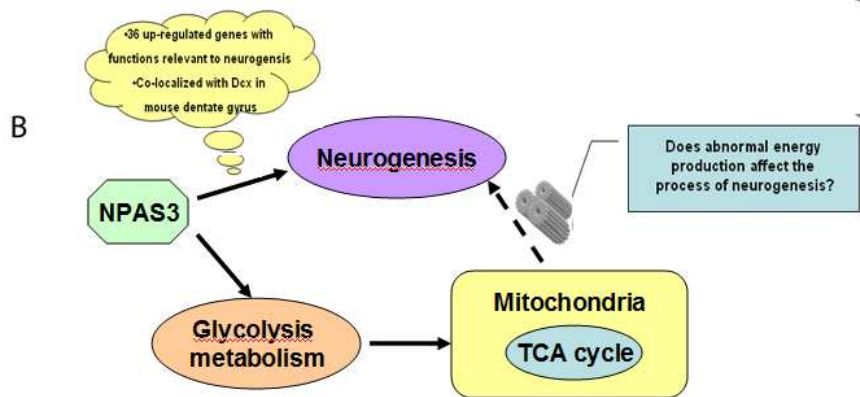 •36 up-regulated genes with
functions relevant to neurogensis
•Co-localized with Dcx in
mouse dentate gyrus
B
Neurogenesis
Does abnormal energy
production affect the
process of neurogenesis?
NPAS3
Mitochondria
Glycolysis
metabolism
TCA cycle